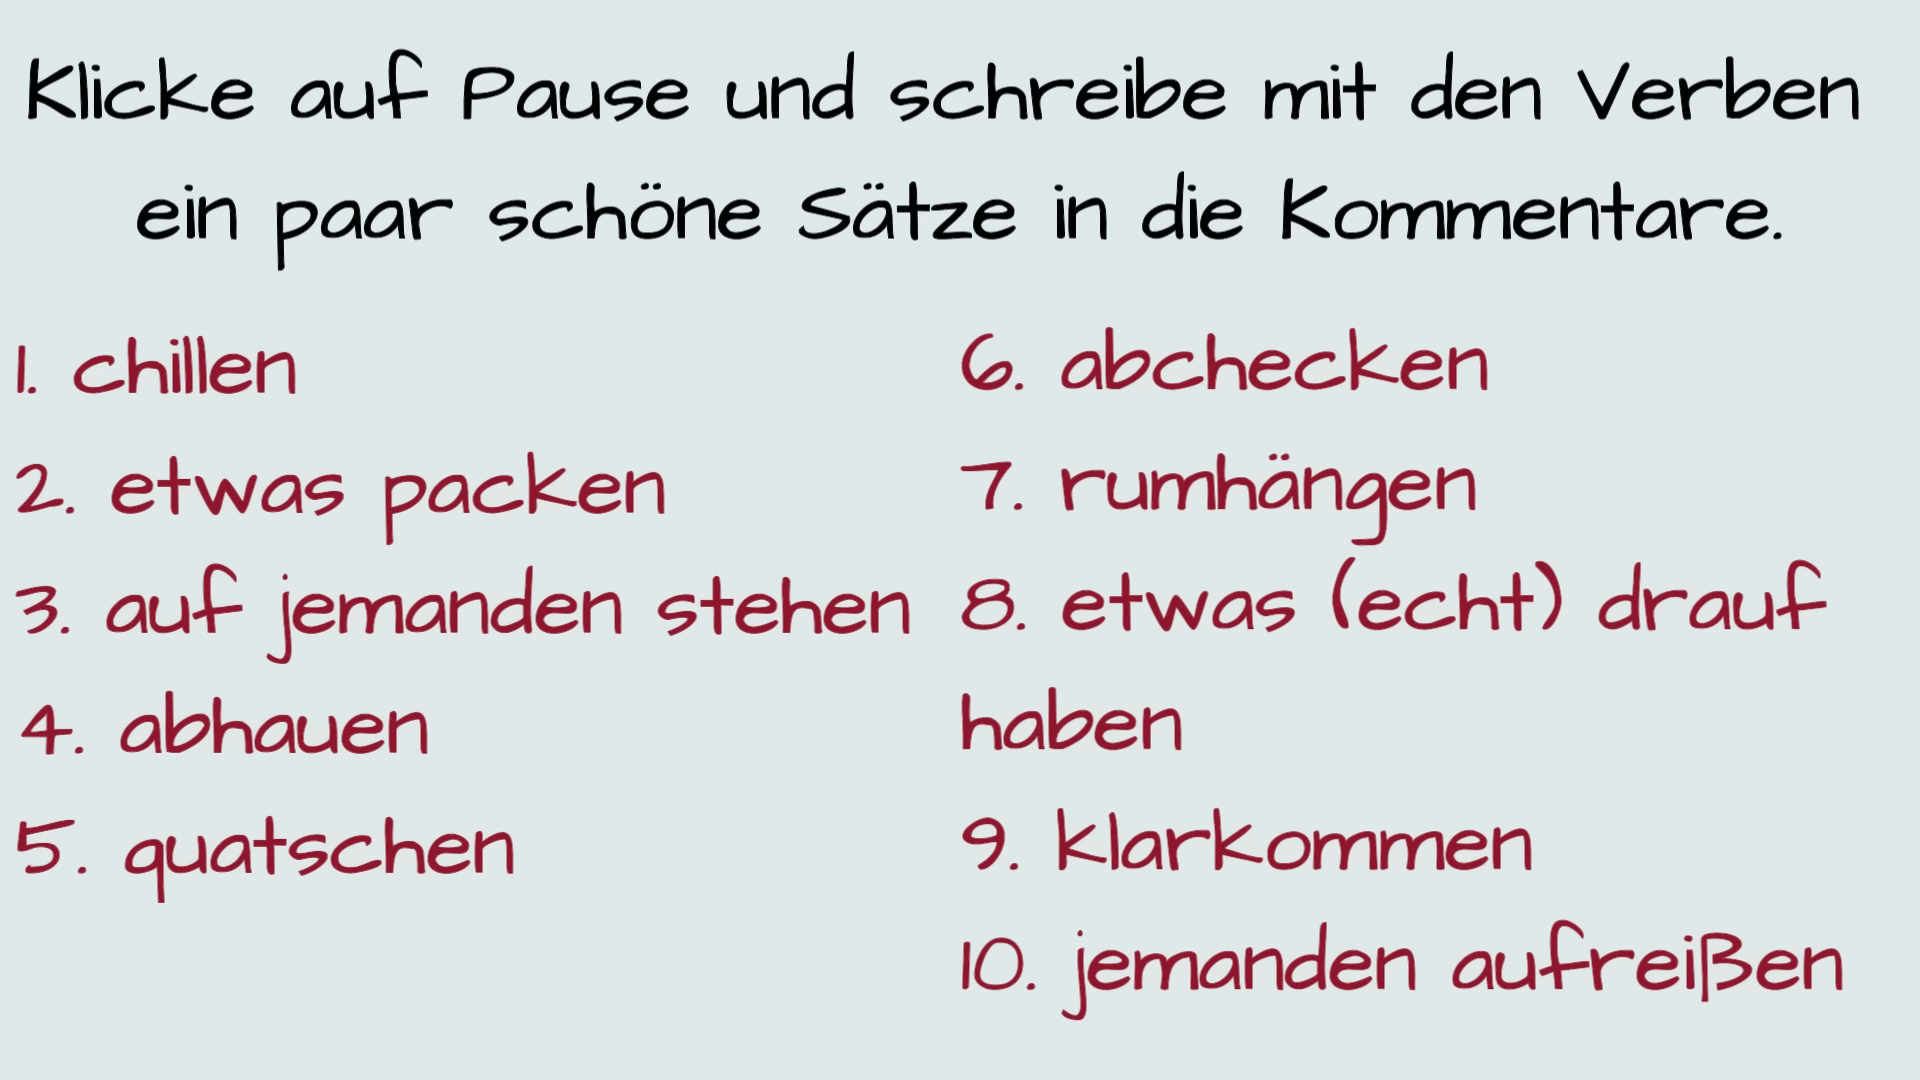 Klicke auf Pause und schreibe mit den Verben
ein paar schöne Sätze in die Kommentare.
1. chillen
2. etwas packen
3. auf jemanden stehen
4. abhauen
5. quatschen
6. abchecken
7. rumhängen
8. etwas (echt) drauf
haben
9. klarkommen
10. jemanden aufreißen